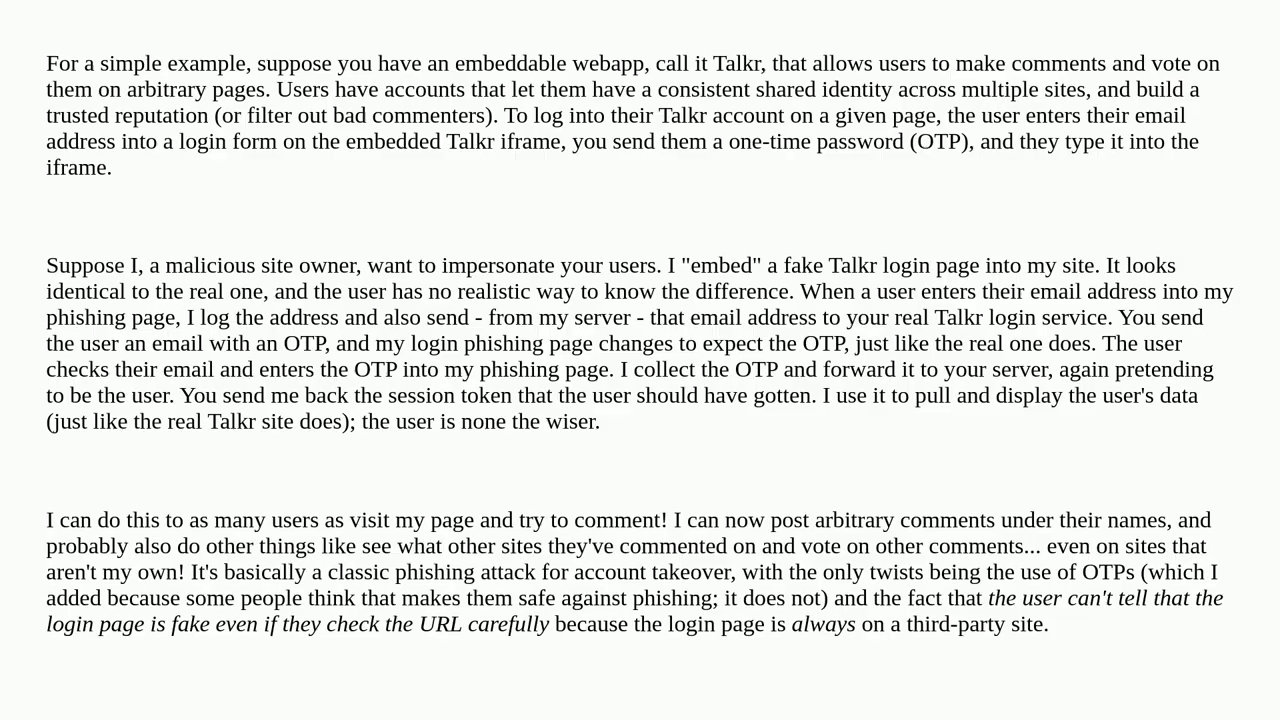 For a simple example, suppose you have an embeddable webapp, call it Talkr, that allows users to make comments and vote on
them on arbitrary pages. Users have accounts that let them have a consistent shared identity across multiple sites, and build a
trusted reputation (or filter out bad commenters). To log into their Talkr account on a given page, the user enters their email
address into a login form on the embedded Talkr iframe, you send them a one-time password (OTP), and they type it into the
iframe.
Suppose I, a malicious site owner, want to impersonate your users. I "embed" a fake Talkr login page into my site. It looks
identical to the real one, and the user has no realistic way to know the difference. When a user enters their email address into my
phishing page, I log the address and also send - from my server - that email address to your real Talkr login service. You send
the user an email with an OTP, and my login phishing page changes to expect the OTP, just like the real one does. The user
checks their email and enters the OTP into my phishing page. I collect the OTP and forward it to your server, again pretending
to be the user. You send me back the session token that the user should have gotten. I use it to pull and display the user's data
(just like the real Talkr site does); the user is none the wiser.
I can do this to as many users as visit my page and try to comment! I can now post arbitrary comments under their names, and
probably also do other things like see what other sites they've commented on and vote on other comments... even on sites that
aren't my own! It's basically a classic phishing attack for account takeover, with the only twists being the use of OTPs (which I
added because some people think that makes them safe against phishing; it does not) and the fact that the user can't tell that the
login page is fake even if they check the URL carefully because the login page is always on a third-party site.